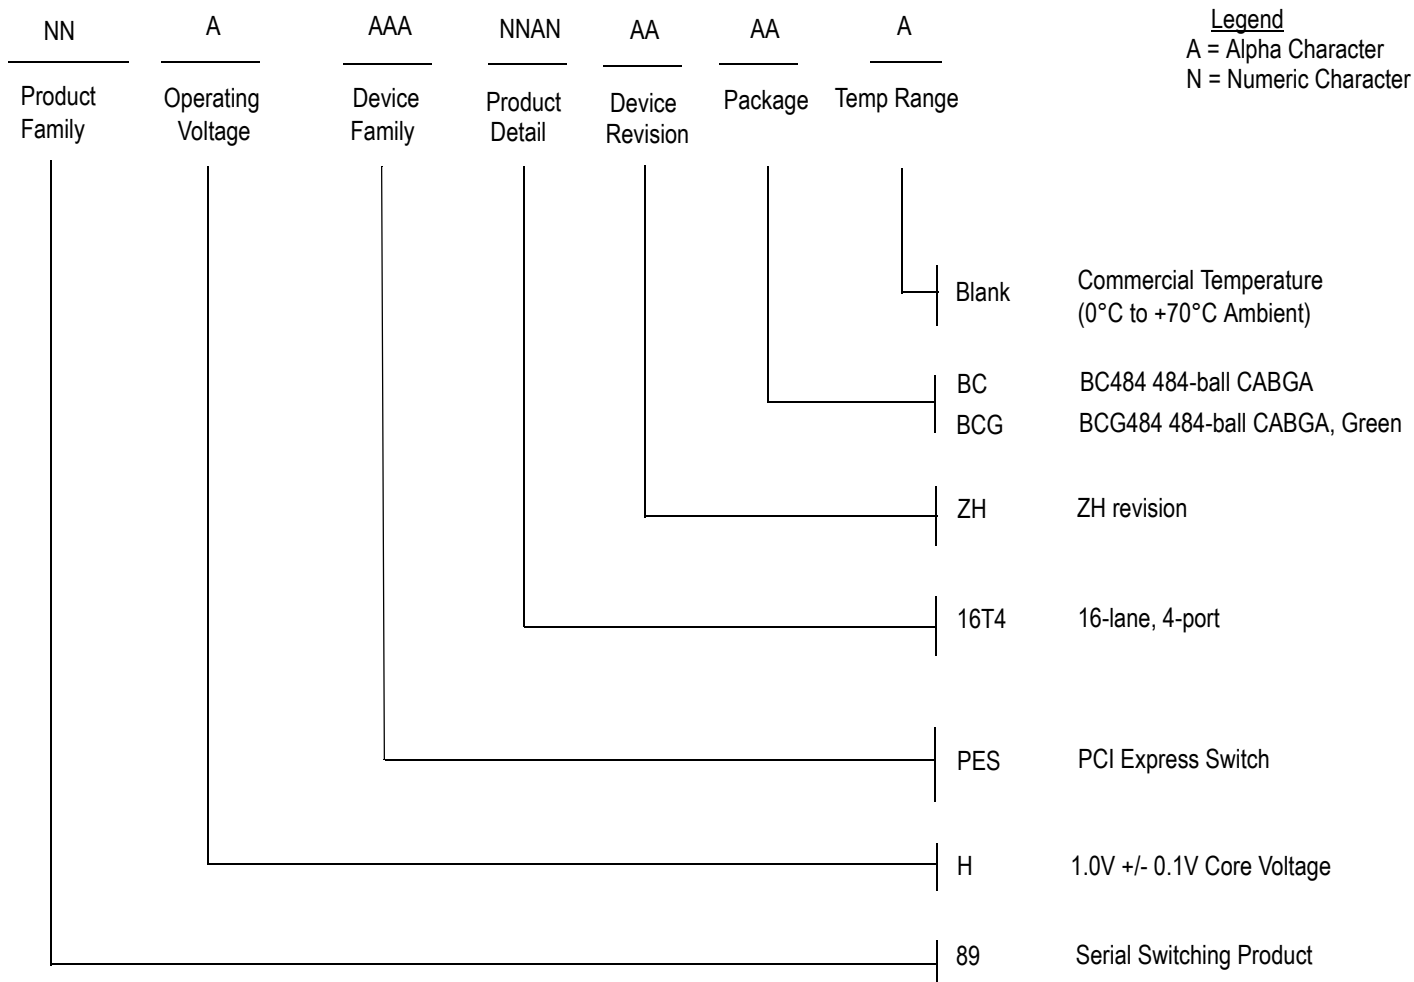 NN A AAA NNAN AA AA A
Legend
A = Alpha Character
N = Numeric Character
Product Family
Operating Voltage
Device Family
Product Detail
Device Revision
Package
Temp Range
Blank Commercial Temperature
(0°C to +70°C Ambient)
BC BC484 484-ball CABGA
BCG BCG484 484-ball CABGA, Green
ZH ZH revision
16T4 16-lane, 4-port
PES PCI Express Switch
H 1.0V +/- 0.1V Core Voltage
89 Serial Switching Product